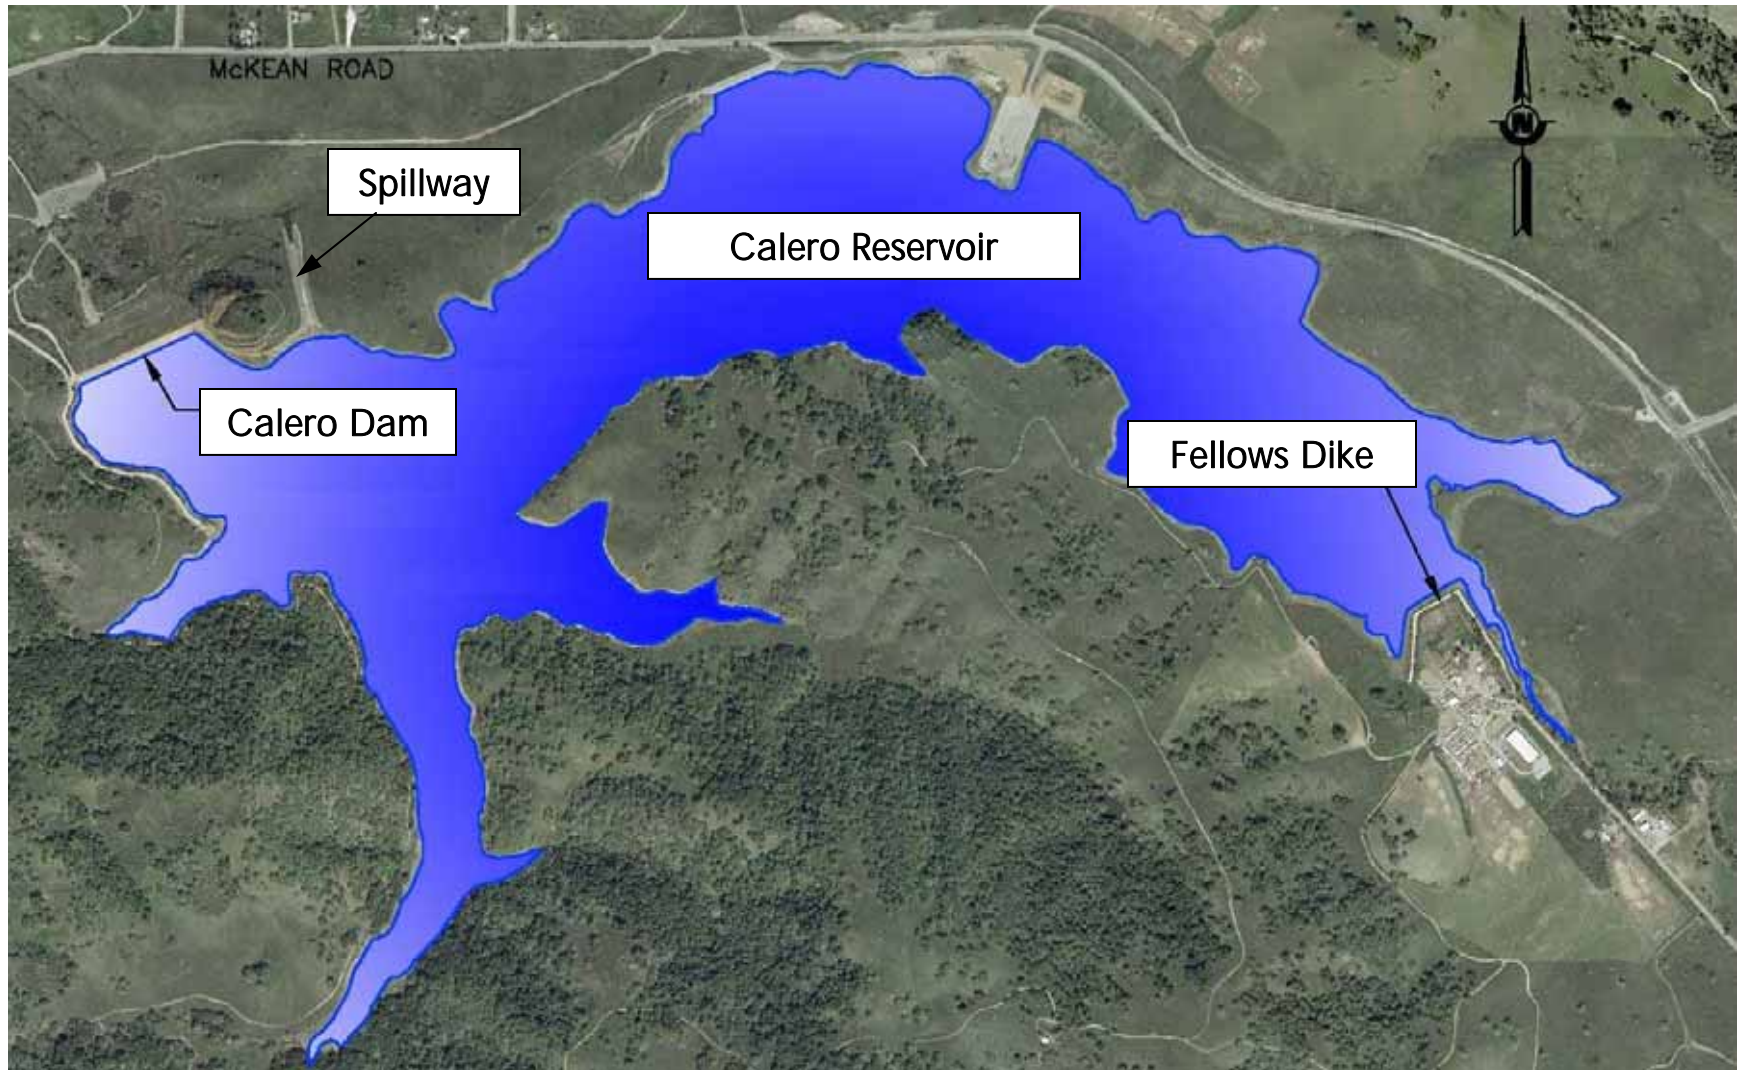 McKEAN ROAD
N
Spillway
Calero Reservoir
Calero Dam
Fellows Dike